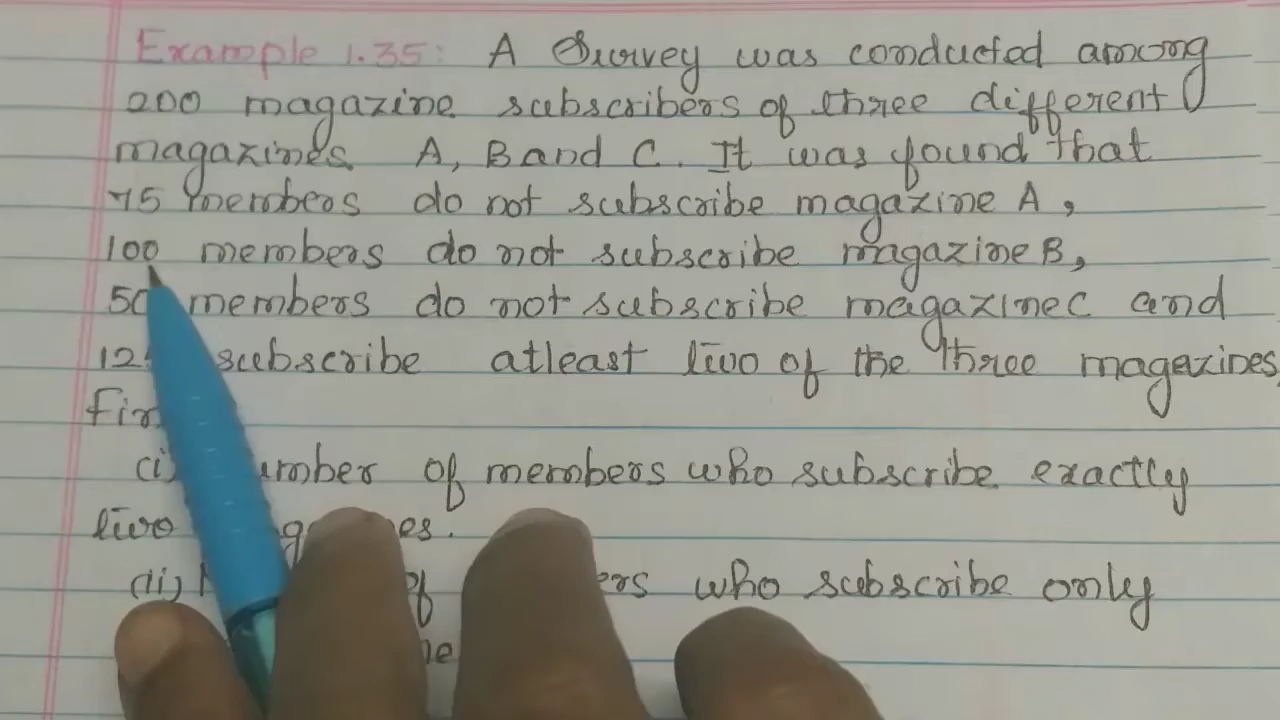 Example 1.35: A Survey was conducted among
200 magazine subscribers of three different
magazines A, B and C. It was found that
75 members do not subscribe magazine A,
100 members do not subscribe magazine B,
50 members do not subscribe magazine C and
subscribe atleast two of the three magazines
(i) of members who subscribe exactly
two
(ii) who subscribe only